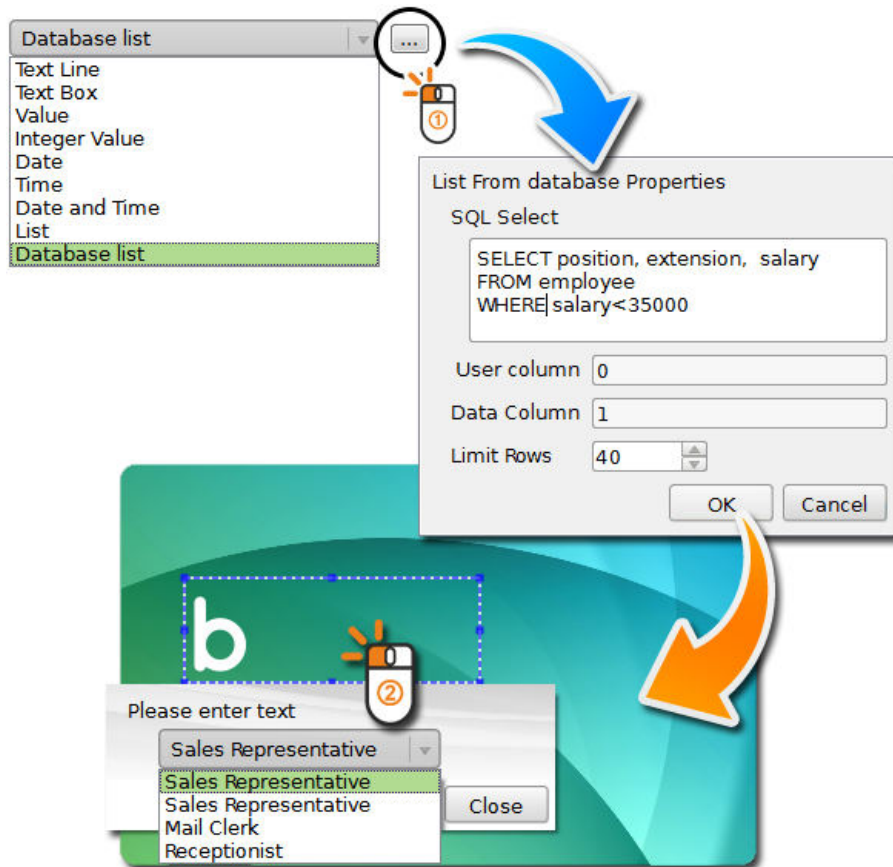 Database list
...
Text Line
Text Box
Value
Integer Value
Date
Time
Date and Time
List
Database list
①
List From database Properties
SQL Select
SELECT position, extension, salary
FROM employee
WHERE salary<35000
User column 0
Data Column 1
Limit Rows 40
OK Cancel
b
②
Please enter text
Sales Representative
Sales Representative
Sales Representative
Mail Clerk
Receptionist
Close